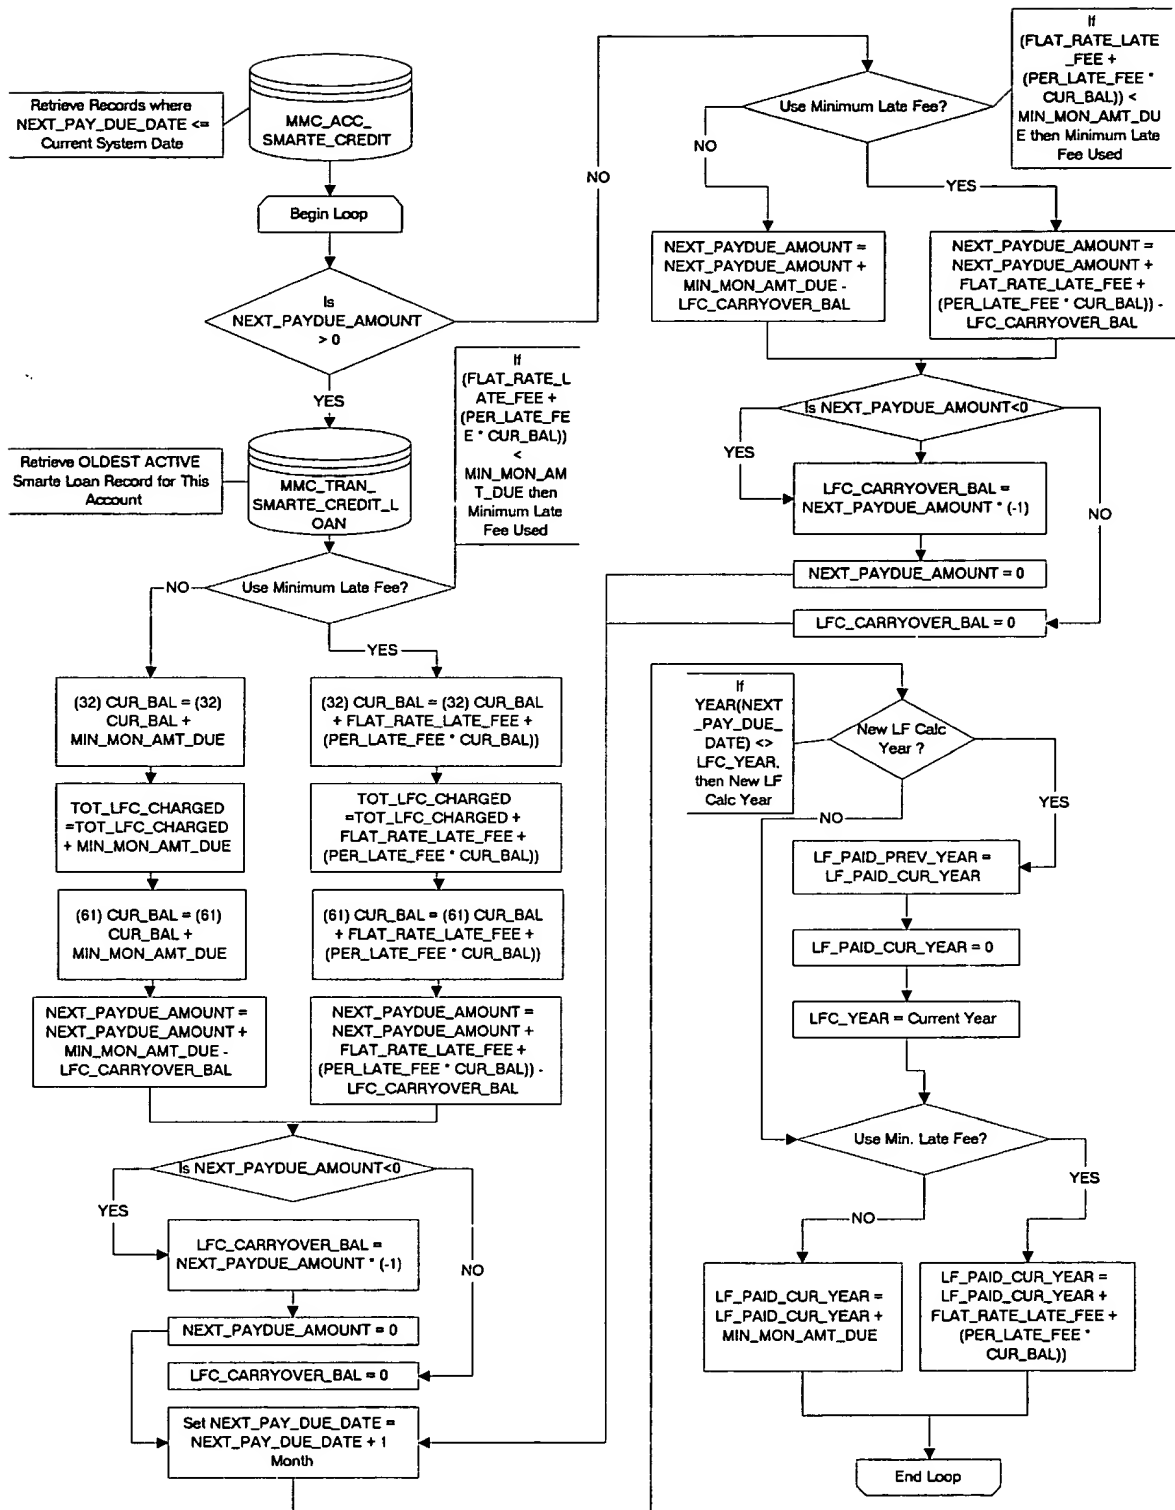 Retrieve Records where
NEXT_PAY_DUE_DATE <=
Current System Date
MMC_ACC_
SMARTE_CREDIT
Begin Loop
Is
NEXT_PAYDUE_AMOUNT
> 0
NO
YES
Retrieve OLDEST ACTIVE
Smarte Loan Record for This
Account
MMC_TRAN_
SMARTE_CREDIT_L
OAN
If
(FLAT_RATE_L
ATE_FEE +
(PER_LATE_FE
E * CUR_BAL))
<
MIN_MON_AM
T_DUE then
Minimum Late
Fee Used
Use Minimum Late Fee?
NO
YES
(32) CUR_BAL = (32)
CUR_BAL +
MIN_MON_AMT_DUE
(32) CUR_BAL = (32) CUR_BAL
+ FLAT_RATE_LATE_FEE +
(PER_LATE_FEE * CUR_BAL))
TOT_LFC_CHARGED
=TOT_LFC_CHARGED
+ MIN_MON_AMT_DUE
TOT_LFC_CHARGED
=TOT_LFC_CHARGED +
FLAT_RATE_LATE_FEE +
(PER_LATE_FEE * CUR_BAL))
(61) CUR_BAL = (61)
CUR_BAL +
MIN_MON_AMT_DUE
(61) CUR_BAL = (61) CUR_BAL
+ FLAT_RATE_LATE_FEE +
(PER_LATE_FEE * CUR_BAL))
NEXT_PAYDUE_AMOUNT =
NEXT_PAYDUE_AMOUNT +
MIN_MON_AMT_DUE -
LFC_CARRYOVER_BAL
NEXT_PAYDUE_AMOUNT =
NEXT_PAYDUE_AMOUNT +
FLAT_RATE_LATE_FEE +
(PER_LATE_FEE * CUR_BAL)) -
LFC_CARRYOVER_BAL
Is NEXT_PAYDUE_AMOUNT<0
YES
NO
LFC_CARRYOVER_BAL =
NEXT_PAYDUE_AMOUNT * (-1)
NEXT_PAYDUE_AMOUNT = 0
LFC_CARRYOVER_BAL = 0
Set NEXT_PAY_DUE_DATE =
NEXT_PAY_DUE_DATE + 1
Month
If
(FLAT_RATE_LATE
_FEE +
(PER_LATE_FEE *
CUR_BAL)) <
MIN_MON_AMT_DU
E then Minimum Late
Fee Used
Use Minimum Late Fee?
NO
YES
NEXT_PAYDUE_AMOUNT =
NEXT_PAYDUE_AMOUNT +
MIN_MON_AMT_DUE -
LFC_CARRYOVER_BAL
NEXT_PAYDUE_AMOUNT =
NEXT_PAYDUE_AMOUNT +
FLAT_RATE_LATE_FEE +
(PER_LATE_FEE * CUR_BAL)) -
LFC_CARRYOVER_BAL
Is NEXT_PAYDUE_AMOUNT<0
YES
NO
LFC_CARRYOVER_BAL =
NEXT_PAYDUE_AMOUNT * (-1)
NEXT_PAYDUE_AMOUNT = 0
LFC_CARRYOVER_BAL = 0
If
YEAR(NEXT
_PAY_DUE_
DATE) <>
LFC_YEAR,
then New LF
Calc Year
New LF Calc
Year ?
NO
YES
LF_PAID_PREV_YEAR =
LF_PAID_CUR_YEAR
LF_PAID_CUR_YEAR = 0
LFC_YEAR = Current Year
Use Min. Late Fee?
NO
YES
LF_PAID_CUR_YEAR =
LF_PAID_CUR_YEAR +
MIN_MON_AMT_DUE
LF_PAID_CUR_YEAR =
LF_PAID_CUR_YEAR +
FLAT_RATE_LATE_FEE +
(PER_LATE_FEE *
CUR_BAL))
End Loop